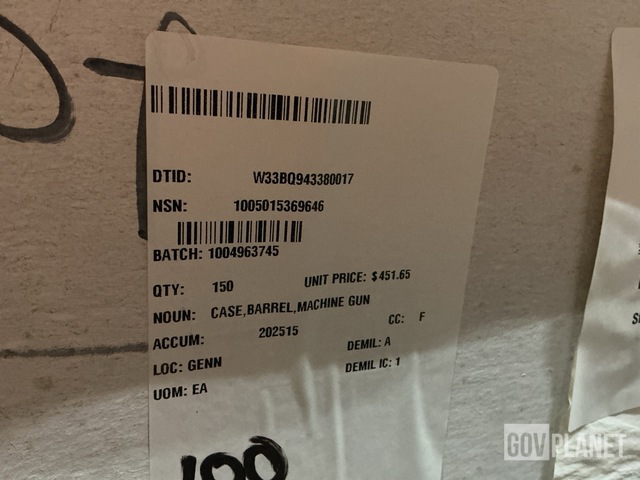 DTID: W33BQ943380017
NSN: 1005015369646
BATCH: 1004963745
QTY: 150 UNIT PRICE: $451.65
NOUN: CASE,BARREL,MACHINE GUN
ACCUM: 202515 CC: F
LOC: GENN DEMIL: A
UOM: EA DEMIL IC: 1
100
GOVPLANET